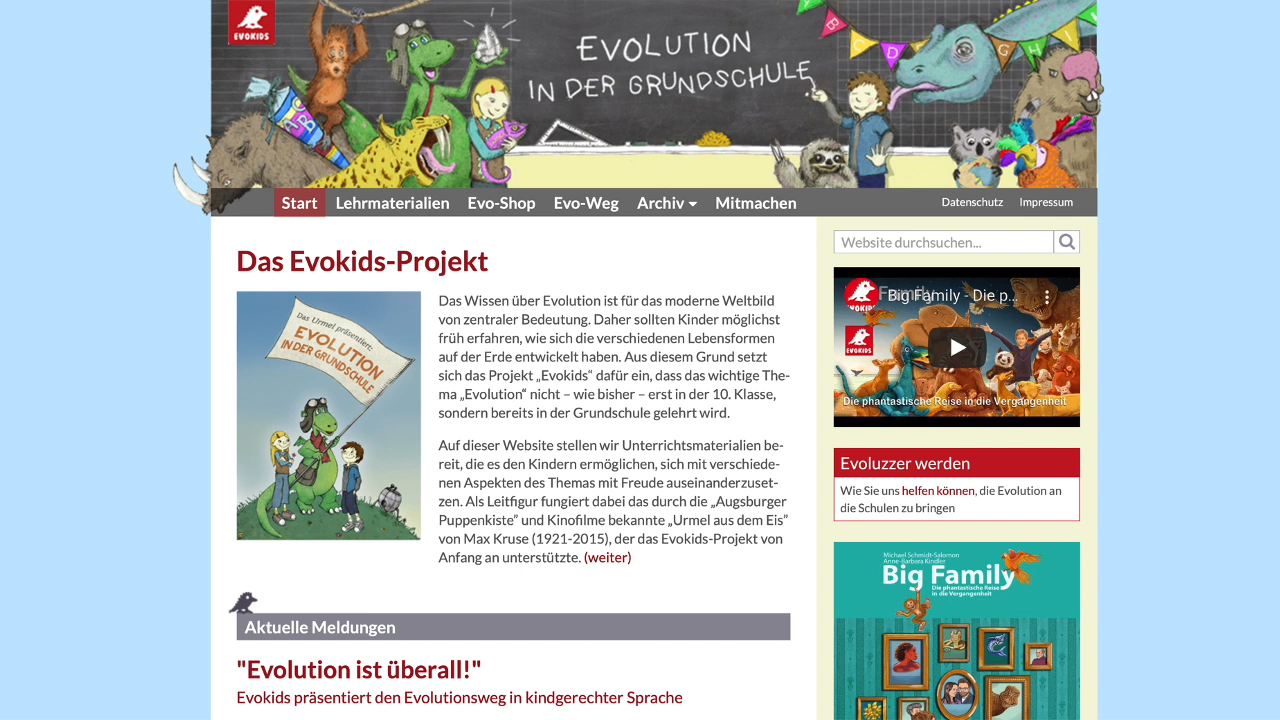 EVOKIDS
EVOLUTION
IN DER GRUNDSCHULE
ABC
B C D G H I
Start Lehrmaterialien Evo-Shop Evo-Weg Archiv Mitmachen Datenschutz Impressum
Website durchsuchen...
Das Evokids-Projekt
Das Urmel präsentiert:
EVOLUTION
IN DER GRUNDSCHULE
Das Wissen über Evolution ist für das moderne Weltbild
von zentraler Bedeutung. Daher sollten Kinder möglichst
früh erfahren, wie sich die verschiedenen Lebensformen
auf der Erde entwickelt haben. Aus diesem Grund setzt
sich das Projekt „Evokids“ dafür ein, dass das wichtige The-
ma „Evolution“ nicht – wie bisher – erst in der 10. Klasse,
sondern bereits in der Grundschule gelehrt wird.
Auf dieser Website stellen wir Unterrichtsmaterialien be-
reit, die es den Kindern ermöglichen, sich mit verschiede-
nen Aspekten des Themas mit Freude auseinanderzuset-
zen. Als Leitfigur fungiert dabei das durch die „Augsburger
Puppenkiste” und Kinofilme bekannte „Urmel aus dem Eis”
von Max Kruse (1921-2015), der das Evokids-Projekt von
Anfang an unterstützte. (weiter)
Aktuelle Meldungen
"Evolution ist überall!"
Evokids präsentiert den Evolutionsweg in kindgerechter Sprache
Family
Big Family - Die p...
EVOKIDS
EVOKIDS
Die phantastische Reise in die Vergangenheit
Evoluzzer werden
Wie Sie uns helfen können, die Evolution an
die Schulen zu bringen
Michael Schmidt-Salomon
Anne-Barbara Kindler
Big Family
Die phantastische Reise
in die Vergangenheit